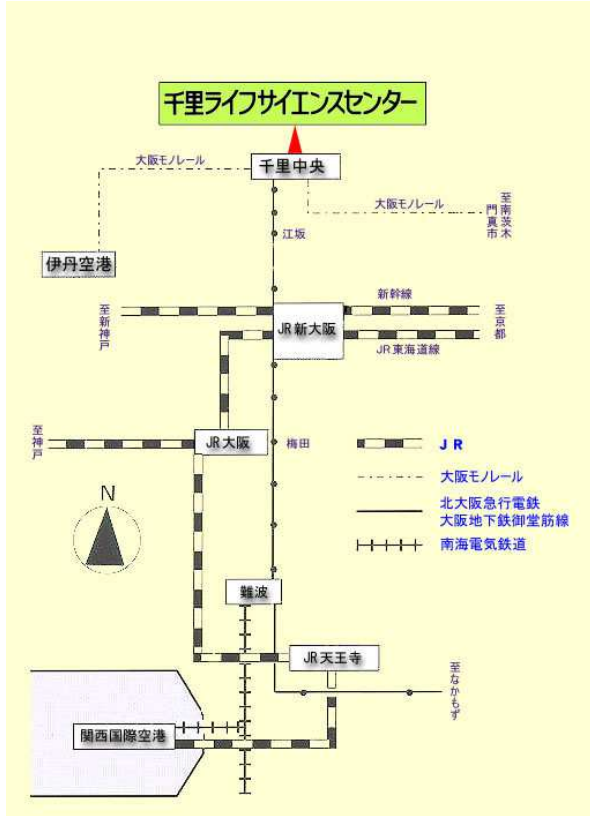 千里ライフサイエンスセンター
千里中央
大阪モノレール
大阪モノレール
至南茨木
門真市
江坂
伊丹空港
至新神戸
新幹線
至京都
JR新大阪
JR東海道線
至神戸
JR大阪
梅田
JR
大阪モノレール
北大阪急行電鉄
大阪地下鉄御堂筋線
南海電気鉄道
N
難波
JR天王寺
至なかもず
関西国際空港